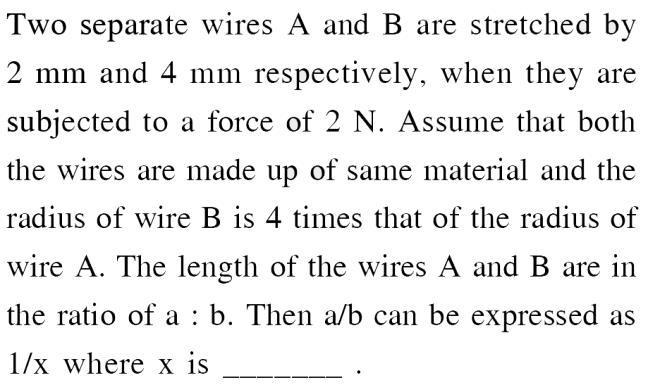 Two separate wires A and B are stretched by
2 mm and 4 mm respectively, when they are
subjected to a force of 2 N. Assume that both
the wires are made up of same material and the
radius of wire B is 4 times that of the radius of
wire A. The length of the wires A and B are in
the ratio of a : b. Then a/b can be expressed as
1/x where x is _______ .